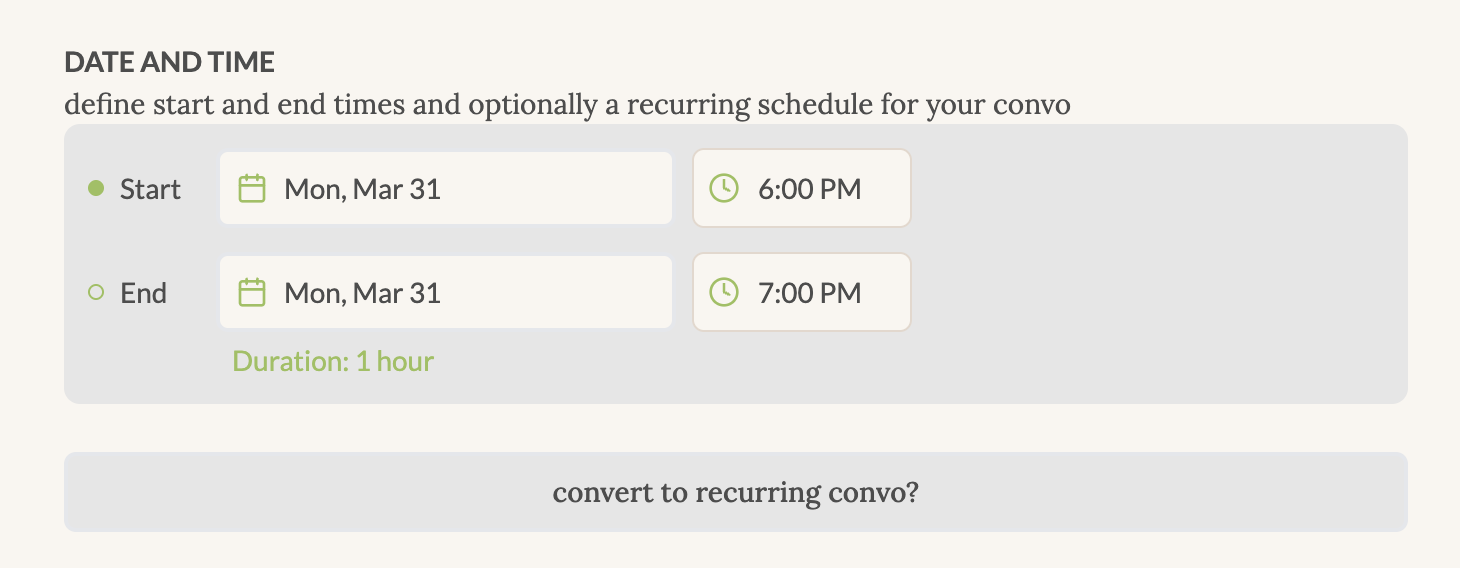 DATE AND TIME
define start and end times and optionally a recurring schedule for your convo
Start Mon, Mar 31 6:00 PM
End Mon, Mar 31 7:00 PM
Duration: 1 hour
convert to recurring convo?